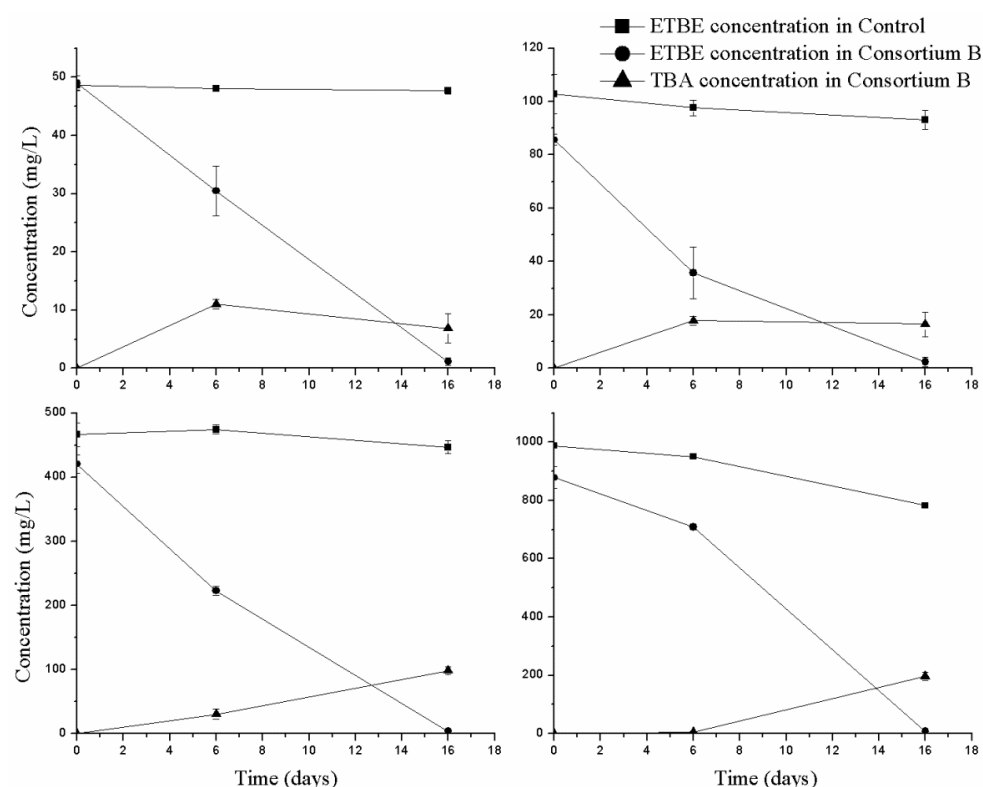 ETBE concentration in Control
ETBE concentration in Consortium B
TBA concentration in Consortium B
Concentration (mg/L)
50
40
30
20
10
0
0 2 4 6 8 10 12 14 16 18
120
100
80
60
40
20
0
0 2 4 6 8 10 12 14 16 18
Concentration (mg/L)
500
400
300
200
100
0
0 2 4 6 8 10 12 14 16 18
Time (days)
1000
800
600
400
200
0
0 2 4 6 8 10 12 14 16 18
Time (days)